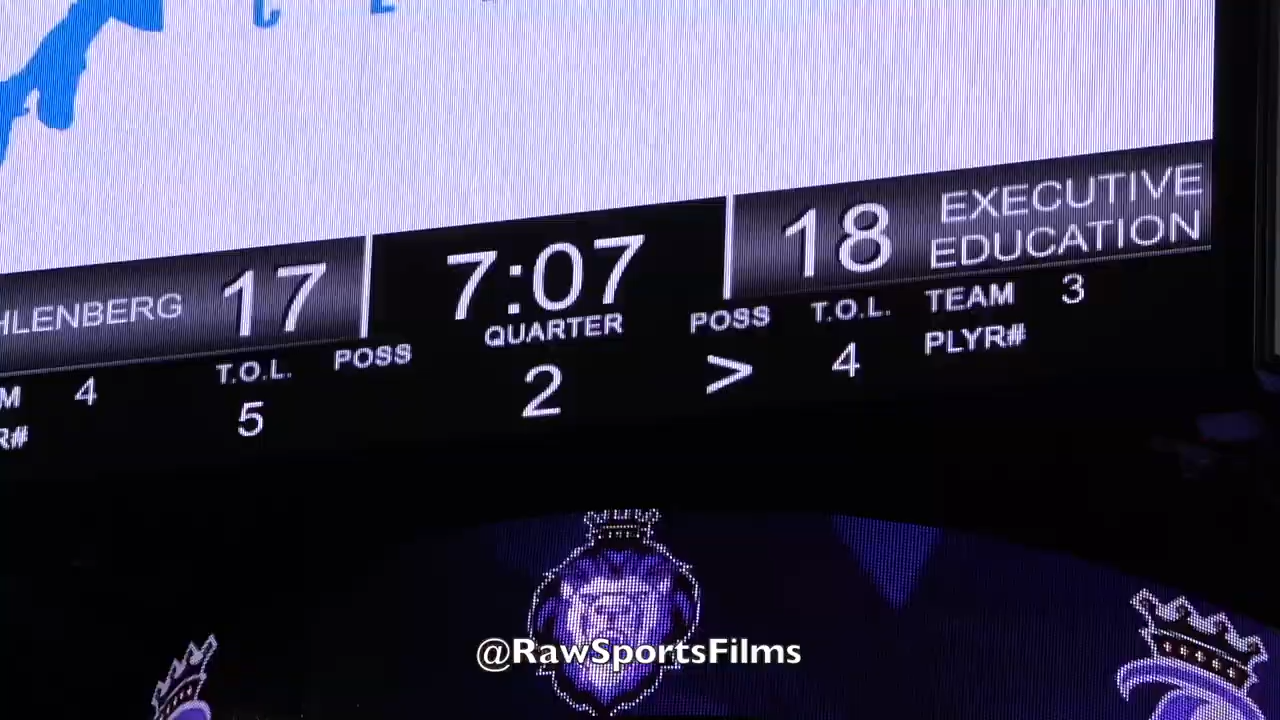 HLENBERG 17 7:07 18 EXECUTIVE EDUCATION
M 4 T.O.L. POSS QUARTER POSS T.O.L. TEAM 3
R# 5 2 > 4 PLYR#
@RawSportsFilms